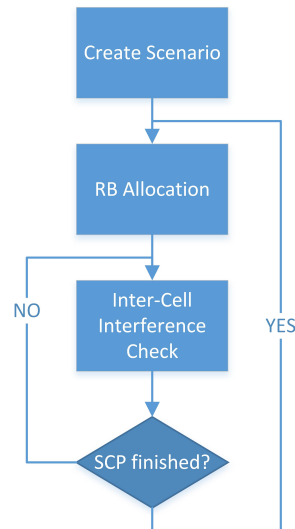 Create Scenario
RB Allocation
Inter-Cell
Interference
Check
NO
YES
SCP finished?